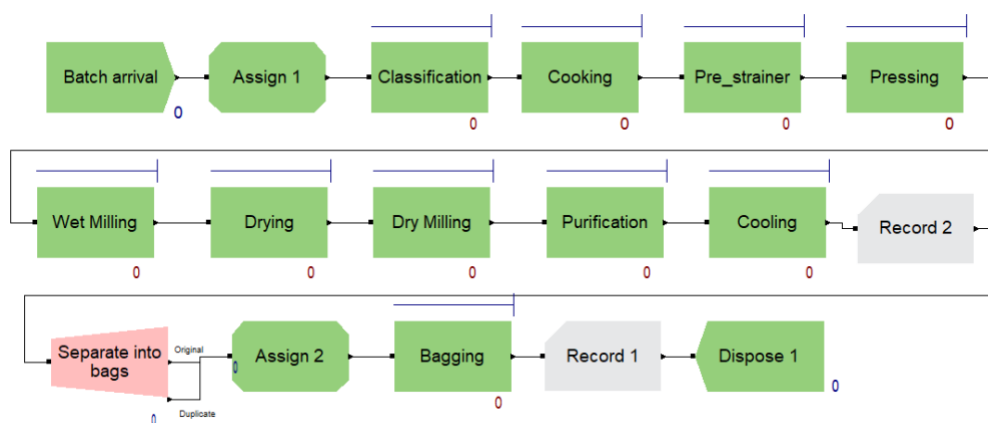 Batch arrival
Assign 1
Classification
Cooking
Pre_strainer
Pressing
0
0
0
0
0
Wet Milling
Drying
Dry Milling
Purification
Cooling
Record 2
0
0
0
0
0
Separate into
bags
Original
Duplicate
0
0
Assign 2
Bagging
Record 1
Dispose 1
0
0